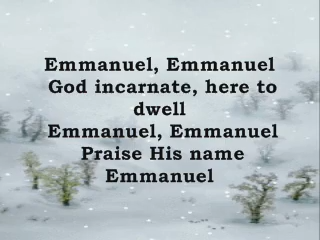 Emmanuel, Emmanuel
God incarnate, here to
dwell
Emmanuel, Emmanuel
Praise His name
Emmanuel